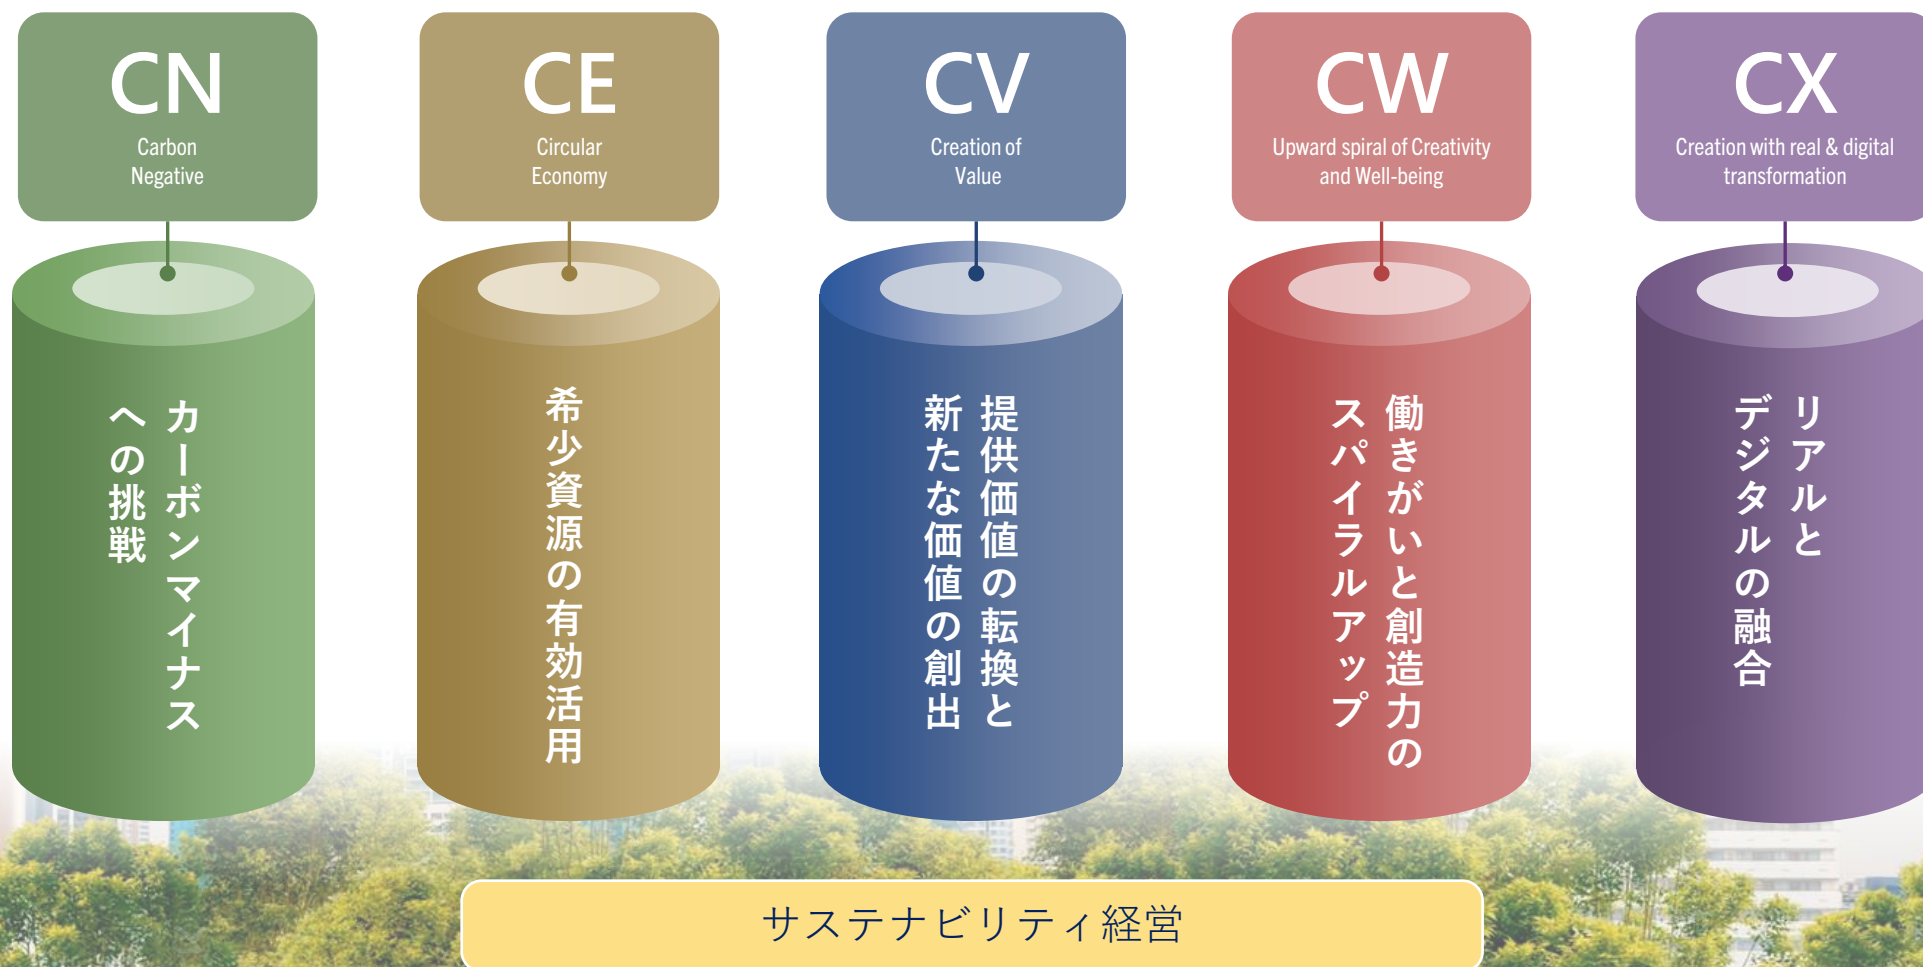 CN
Carbon
Negative
CE
Circular
Economy
CV
Creation of
Value
CW
Upward spiral of Creativity
and Well-being
CX
Creation with real & digital
transformation
カーボンマイナス
への挑戦
希少資源の有効活用
提供価値の転換と
新たな価値の創出
働きがいと創造力の
スパイラルアップ
リアルと
デジタルの融合
サステナビリティ経営